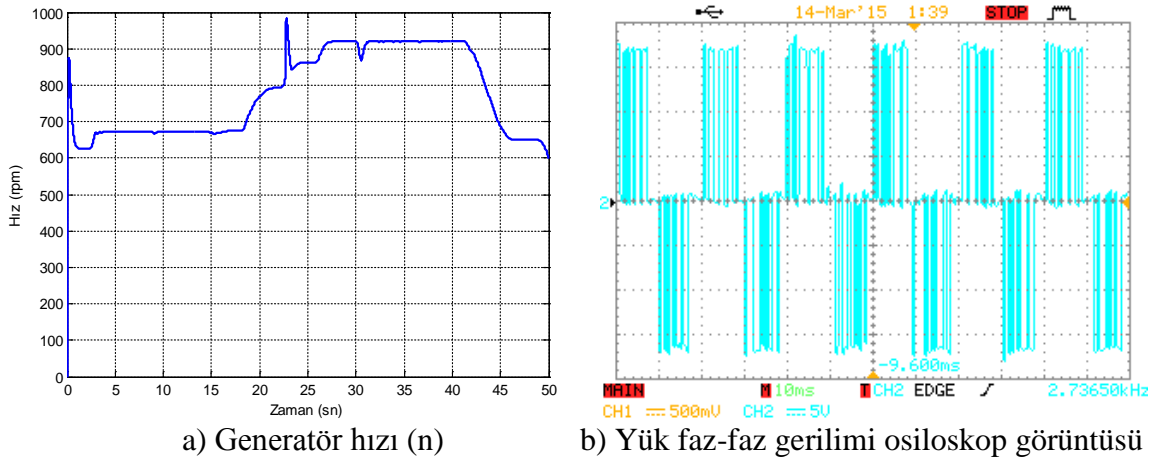 1000
900
800
700
600
500
400
300
200
100
0
Hız (rpm)
0 5 10 15 20 25 30 35 40 45 50
Zaman (sn)
14-Mar'15 1:39 STOP
2
-9.600ms
MAIN M 10ms T CH2 EDGE 2.73650kHz
CH1 500mV CH2 5V
a) Generatör hızı (n)
b) Yük faz-faz gerilimi osiloskop görüntüsü